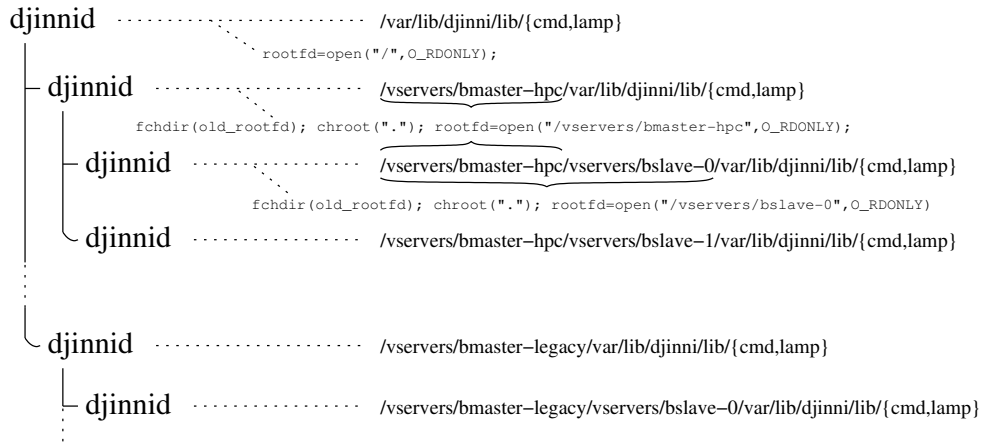 djinnid /var/lib/djinni/lib/{cmd,lamp}
rootfd=open("/",O_RDONLY);
djinnid /vservers/bmaster−hpc/var/lib/djinni/lib/{cmd,lamp}
fchdir(old_rootfd); chroot("."); rootfd=open("/vservers/bmaster-hpc",O_RDONLY);
djinnid /vservers/bmaster−hpc/vservers/bslave−0/var/lib/djinni/lib/{cmd,lamp}
fchdir(old_rootfd); chroot("."); rootfd=open("/vservers/bslave-0",O_RDONLY)
djinnid /vservers/bmaster−hpc/vservers/bslave−1/var/lib/djinni/lib/{cmd,lamp}
djinnid /vservers/bmaster−legacy/var/lib/djinni/lib/{cmd,lamp}
djinnid /vservers/bmaster−legacy/vservers/bslave−0/var/lib/djinni/lib/{cmd,lamp}